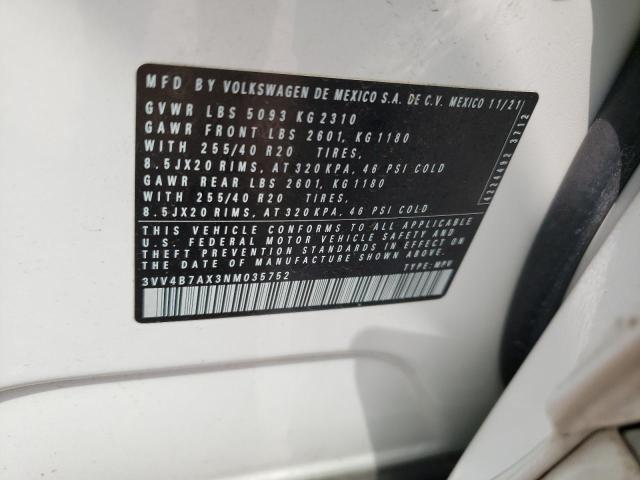 MFD BY VOLKSWAGEN DE MEXICO S.A. DE C.V. MEXICO 11/21
GVWR LBS 5093 KG 2310
GAWR FRONT LBS 2601, KG 1180
WITH 255/40 R20 TIRES,
8.5JX20 RIMS, AT 320 KPA, 46 PSI COLD
GAWR REAR LBS 2601, KG 1180
WITH 255/40 R20 TIRES,
8.5JX20 RIMS, AT 320 KPA, 46 PSI COLD
THIS VEHICLE CONFORMS TO ALL APPLICABLE
U.S. FEDERAL MOTOR VEHICLE SAFETY AND
THEFT PREVENTION STANDARDS IN EFFECT ON
THE DATE OF MANUFACTURE SHOWN ABOVE.
3VV4B7AX3NM035752 TYPE: MPV
3712